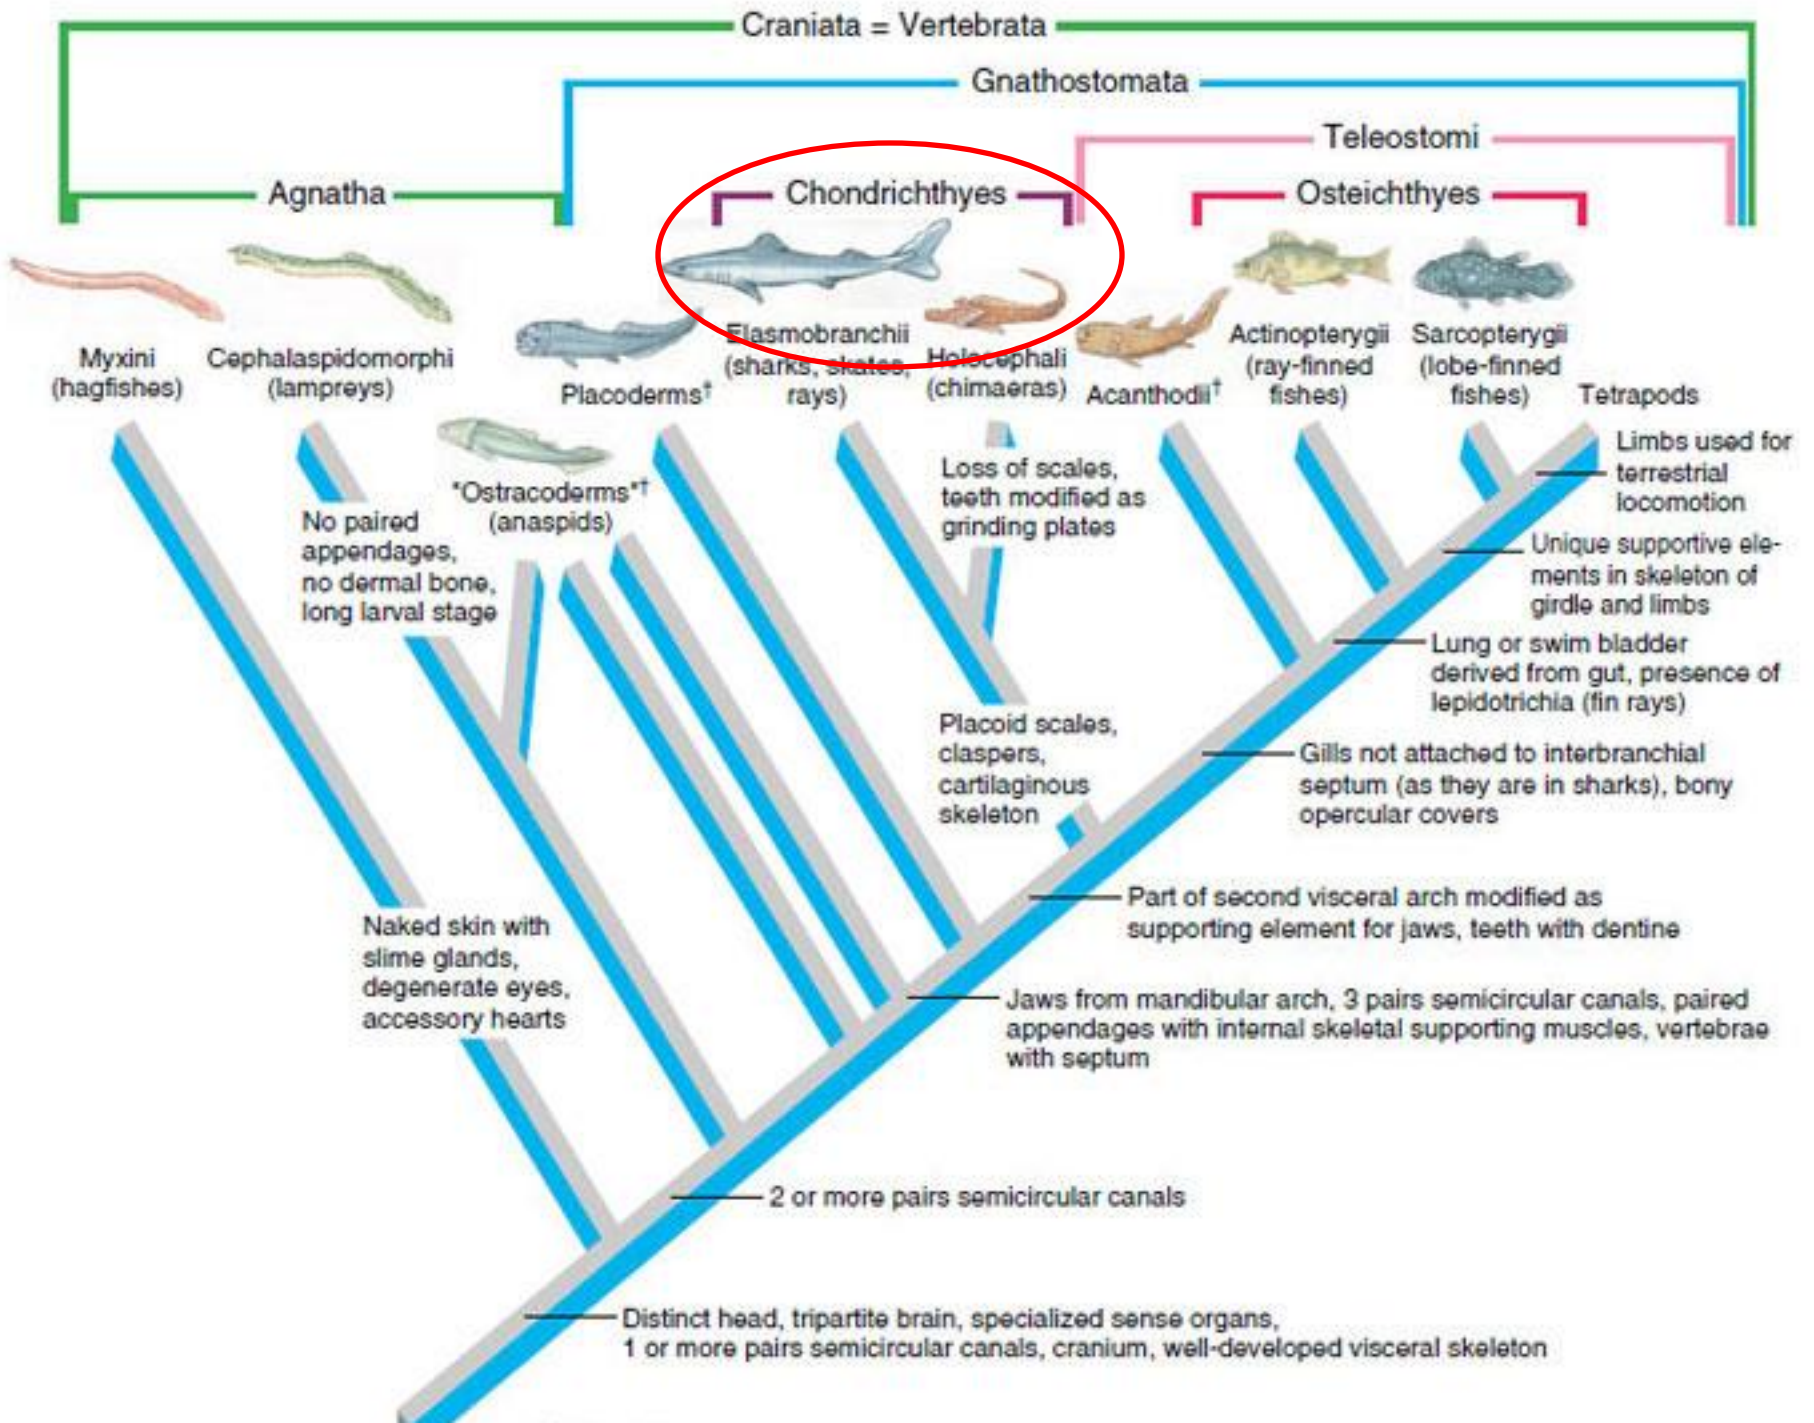 Craniata = Vertebrata
Gnathostomata
Teleostomi
Agnatha
Chondrichthyes
Osteichthyes
Myxini
(hagfishes)
Cephalaspidomorphi
(lampreys)
"Ostracoderms"†
(anaspids)
Placoderms†
Elasmobranchii
(sharks, skates,
rays)
Holocephali
(chimaeras)
Acanthodii†
Actinopterygii
(ray-finned
fishes)
Sarcopterygii
(lobe-finned
fishes)
Tetrapods
No paired
appendages,
no dermal bone,
long larval stage
Loss of scales,
teeth modified as
grinding plates
Limbs used for
terrestrial
locomotion
Unique supportive ele-
ments in skeleton of
girdle and limbs
Lung or swim bladder
derived from gut, presence of
lepidotrichia (fin rays)
Placoid scales,
claspers,
cartilaginous
skeleton
Gills not attached to interbranchial
septum (as they are in sharks), bony
opercular covers
Part of second visceral arch modified as
supporting element for jaws, teeth with dentine
Naked skin with
slime glands,
degenerate eyes,
accessory hearts
Jaws from mandibular arch, 3 pairs semicircular canals, paired
appendages with internal skeletal supporting muscles, vertebrae
with septum
2 or more pairs semicircular canals
Distinct head, tripartite brain, specialized sense organs,
1 or more pairs semicircular canals, cranium, well-developed visceral skeleton